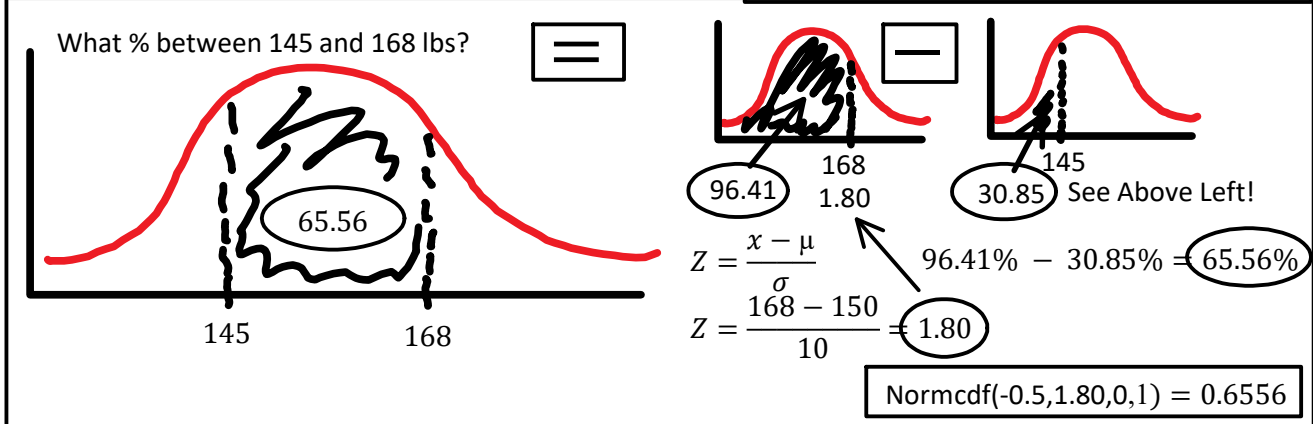 What % between 145 and 168 lbs?
=
65.56
145 168
−
168
1.80
96.41
145
30.85 See Above Left!
Z = (x − μ)/σ
96.41% − 30.85% = 65.56%
Z = (168 − 150)/10 = 1.80
Normcdf(-0.5,1.80,0,1) = 0.6556